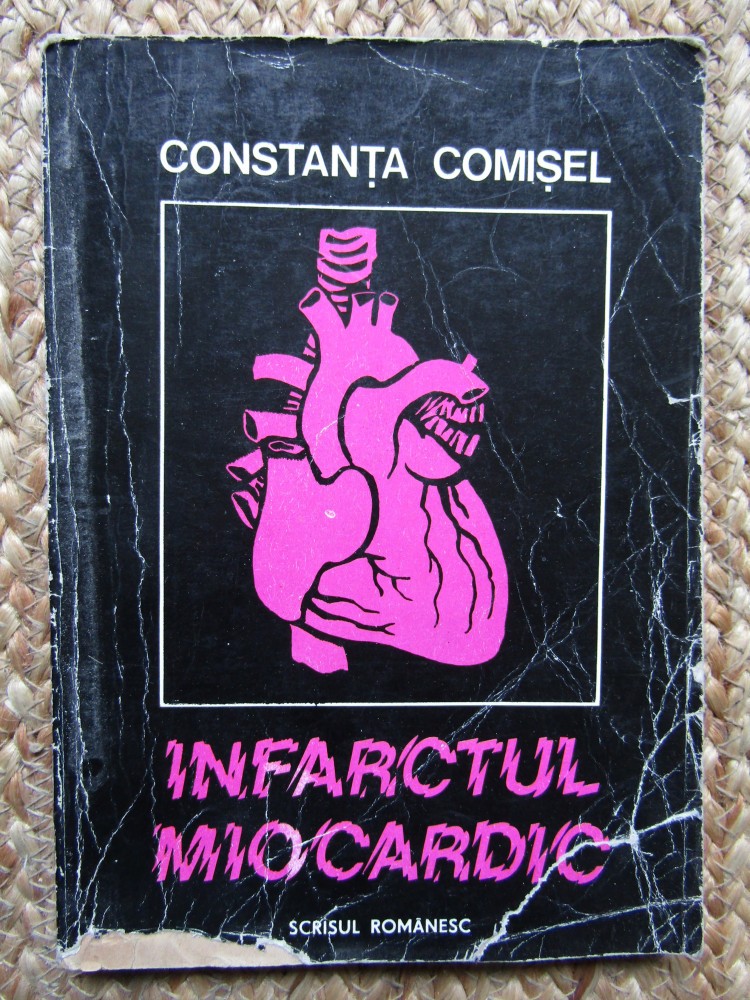 CONSTANȚA COMIȘEL
INFARCTUL
MIOCARDIC
SCRISUL ROMÂNESC